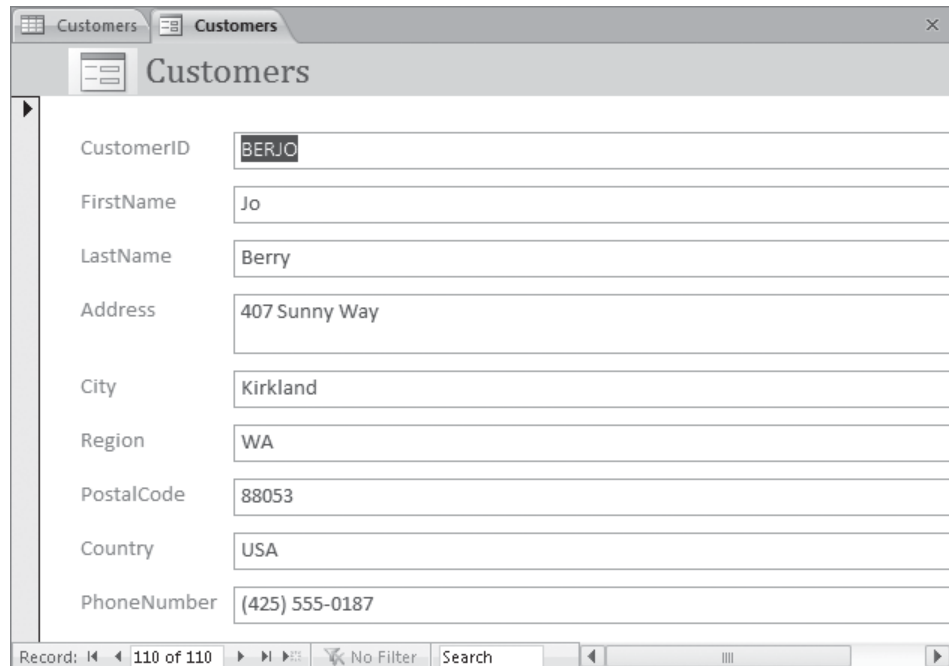 Customers Customers
Customers
CustomerID BERJO
FirstName Jo
LastName Berry
Address 407 Sunny Way
City Kirkland
Region WA
PostalCode 88053
Country USA
PhoneNumber (425) 555-0187
Record: 110 of 110 No Filter Search